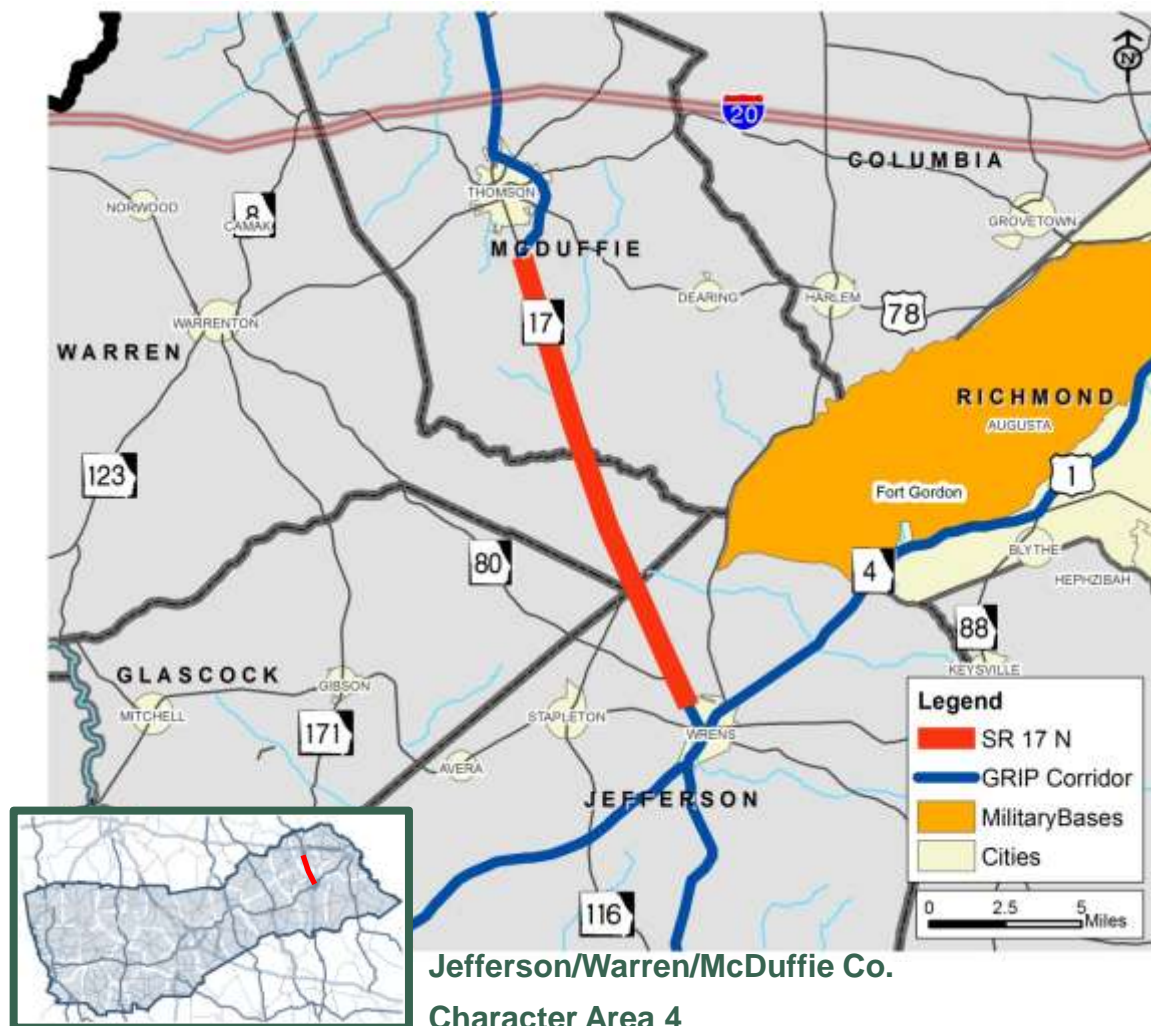 N
20
COLUMBIA
THOMSON
NORWOOD
8
CAMAK
GROVETOWN
MCDUFFIE
DEARING
HARLEM
17
78
WARRENTON
WARREN
RICHMOND
AUGUSTA
123
1
Fort Gordon
80
4
BLYTHE
HEPHZIBAH
88
KEYSVILLE
GLASCOCK
GIBSON
MITCHELL
STAPLETON
171
WRENS
AVERA
JEFFERSON
116
Legend
SR 17 N
GRIP Corridor
MilitaryBases
Cities
0 2.5 5
Miles
Jefferson/Warren/McDuffie Co.
Character Area 4